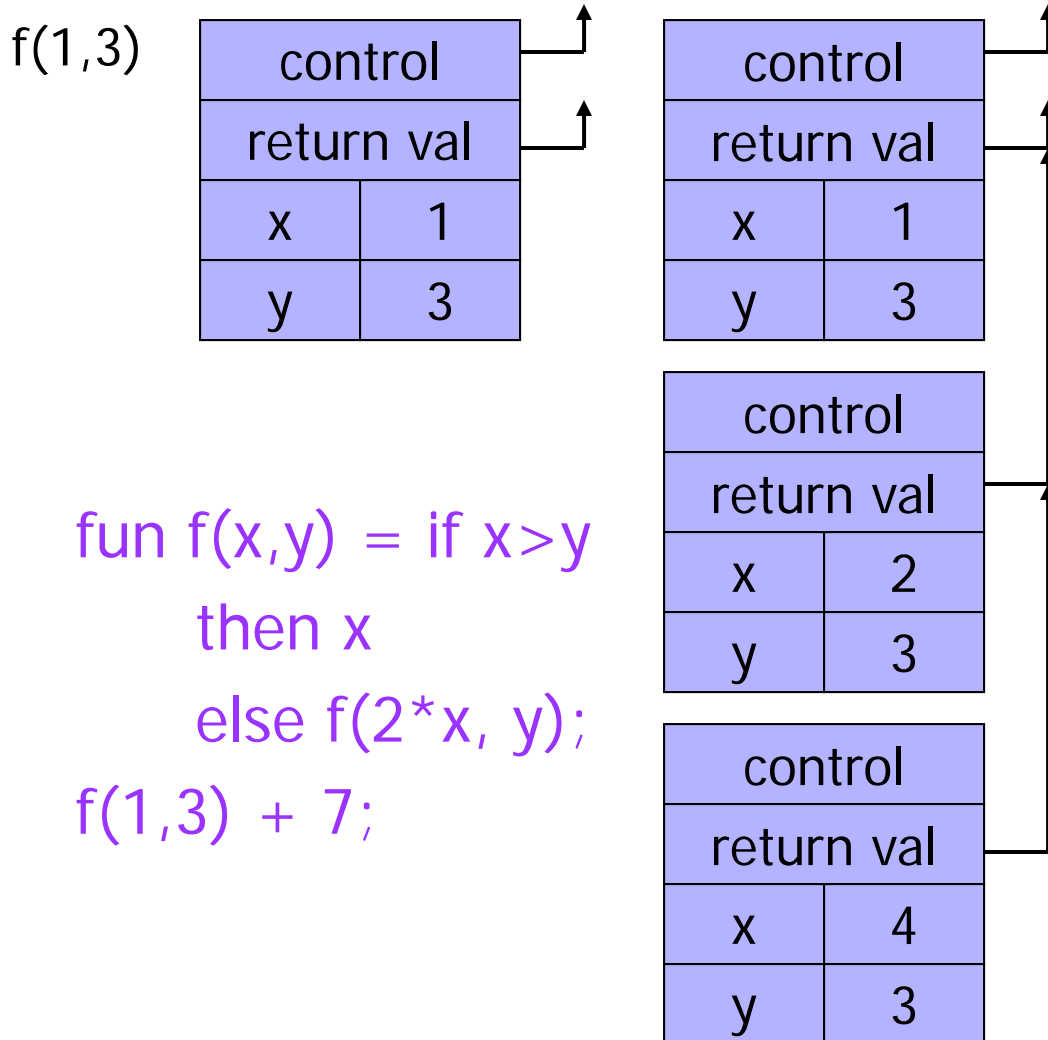 f(1,3)
control
return val
x 1
y 3
control
return val
x 1
y 3
control
return val
x 2
y 3
control
return val
x 4
y 3
fun f(x,y) = if x>y
then x
else f(2*x, y);
f(1,3) + 7;